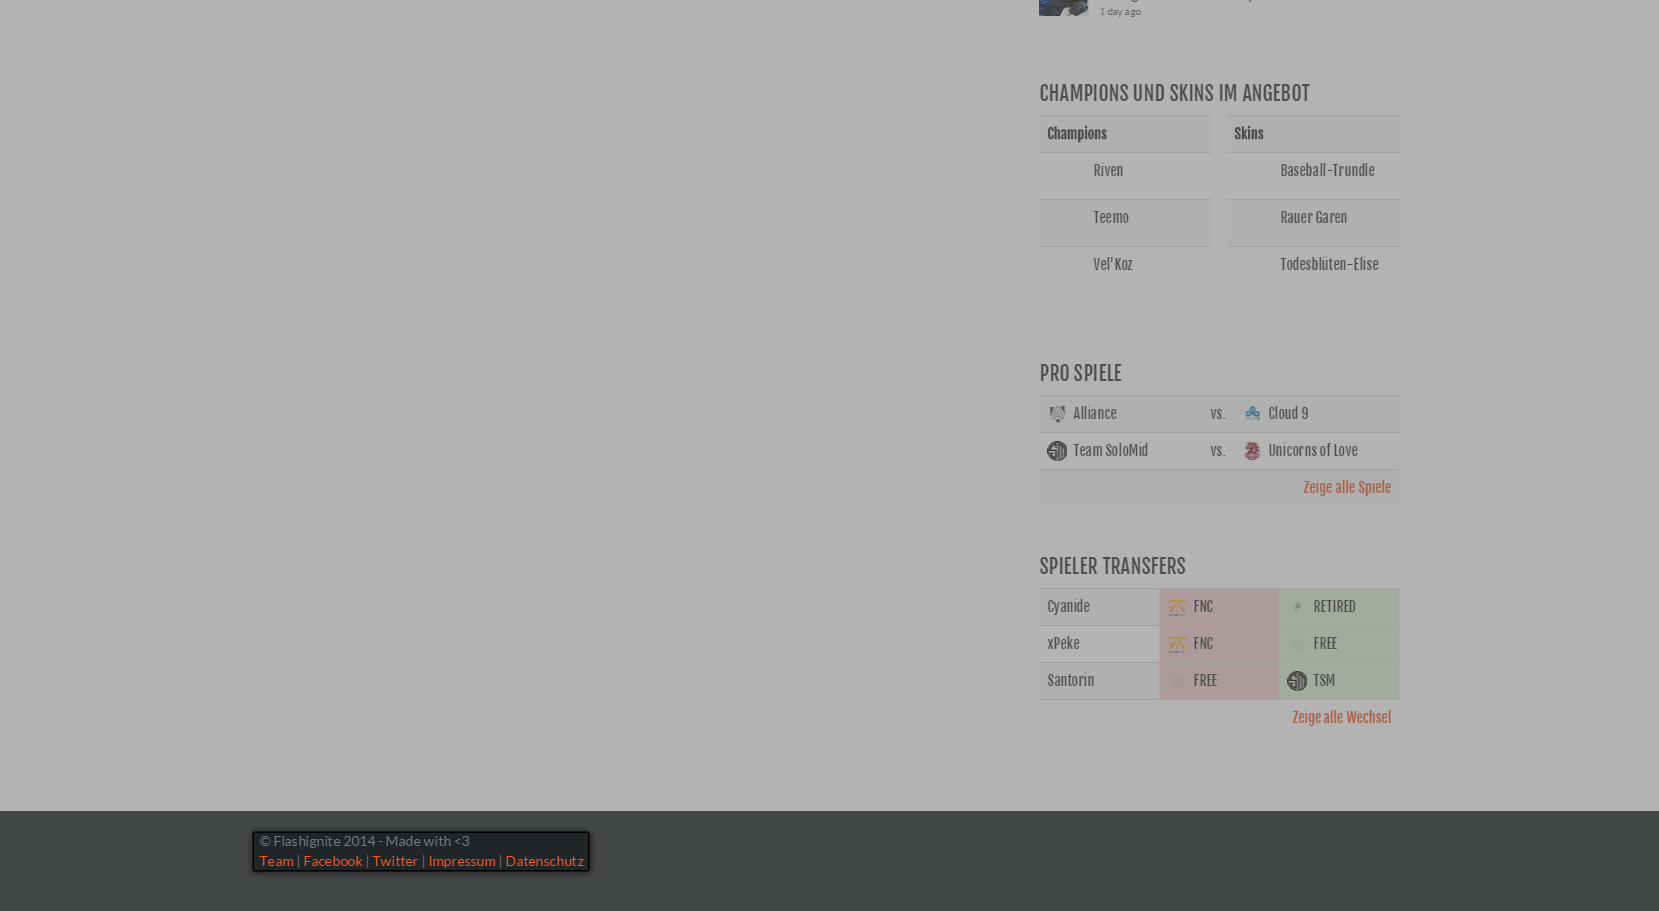 1 day ago
CHAMPIONS UND SKINS IM ANGEBOT
Champions
Riven
Teemo
Vel'Koz
Skins
Baseball-Trundle
Rauer Garen
Todesblüten-Elise
PRO SPIELE
Alliance vs. Cloud 9
Team SoloMid vs. Unicorns of Love
Zeige alle Spiele
SPIELER TRANSFERS
Cyanide FNC RETIRED
xPeke FNC FREE
Santorin FREE TSM
Zeige alle Wechsel
© Flashignite 2014 - Made with <3
Team | Facebook | Twitter | Impressum | Datenschutz